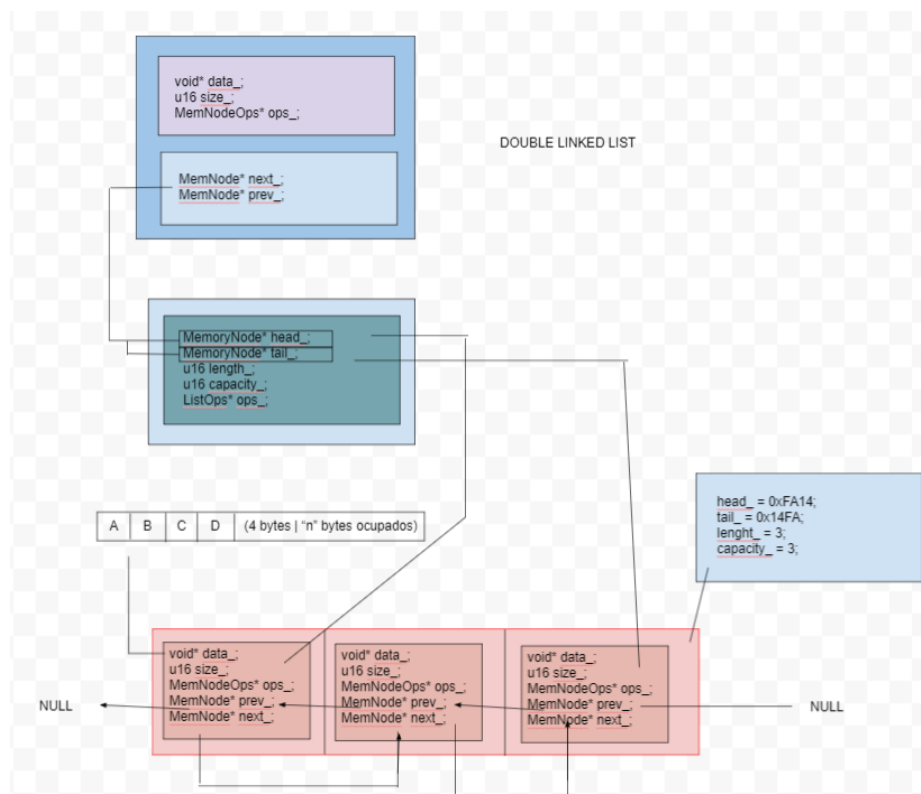 void* data_;
u16 size_;
MemNodeOps* ops_;
DOUBLE LINKED LIST
MemNode* next_;
MemNode* prev_;
MemoryNode* head_;
MemoryNode* tail_;
u16 length_;
u16 capacity_;
ListOps* ops_;
head_ = 0xFA14;
tail_ = 0x14FA;
lenght_ = 3;
capacity_ = 3;
A B C D (4 bytes | “n” bytes ocupados)
void* data_;
u16 size_;
MemNodeOps* ops_;
MemNode* prev_;
MemNode* next_;
void* data_;
u16 size_;
MemNodeOps* ops_;
MemNode* prev_;
MemNode* next_;
void* data_;
u16 size_;
MemNodeOps* ops_;
MemNode* prev_;
MemNode* next_;
NULL
NULL